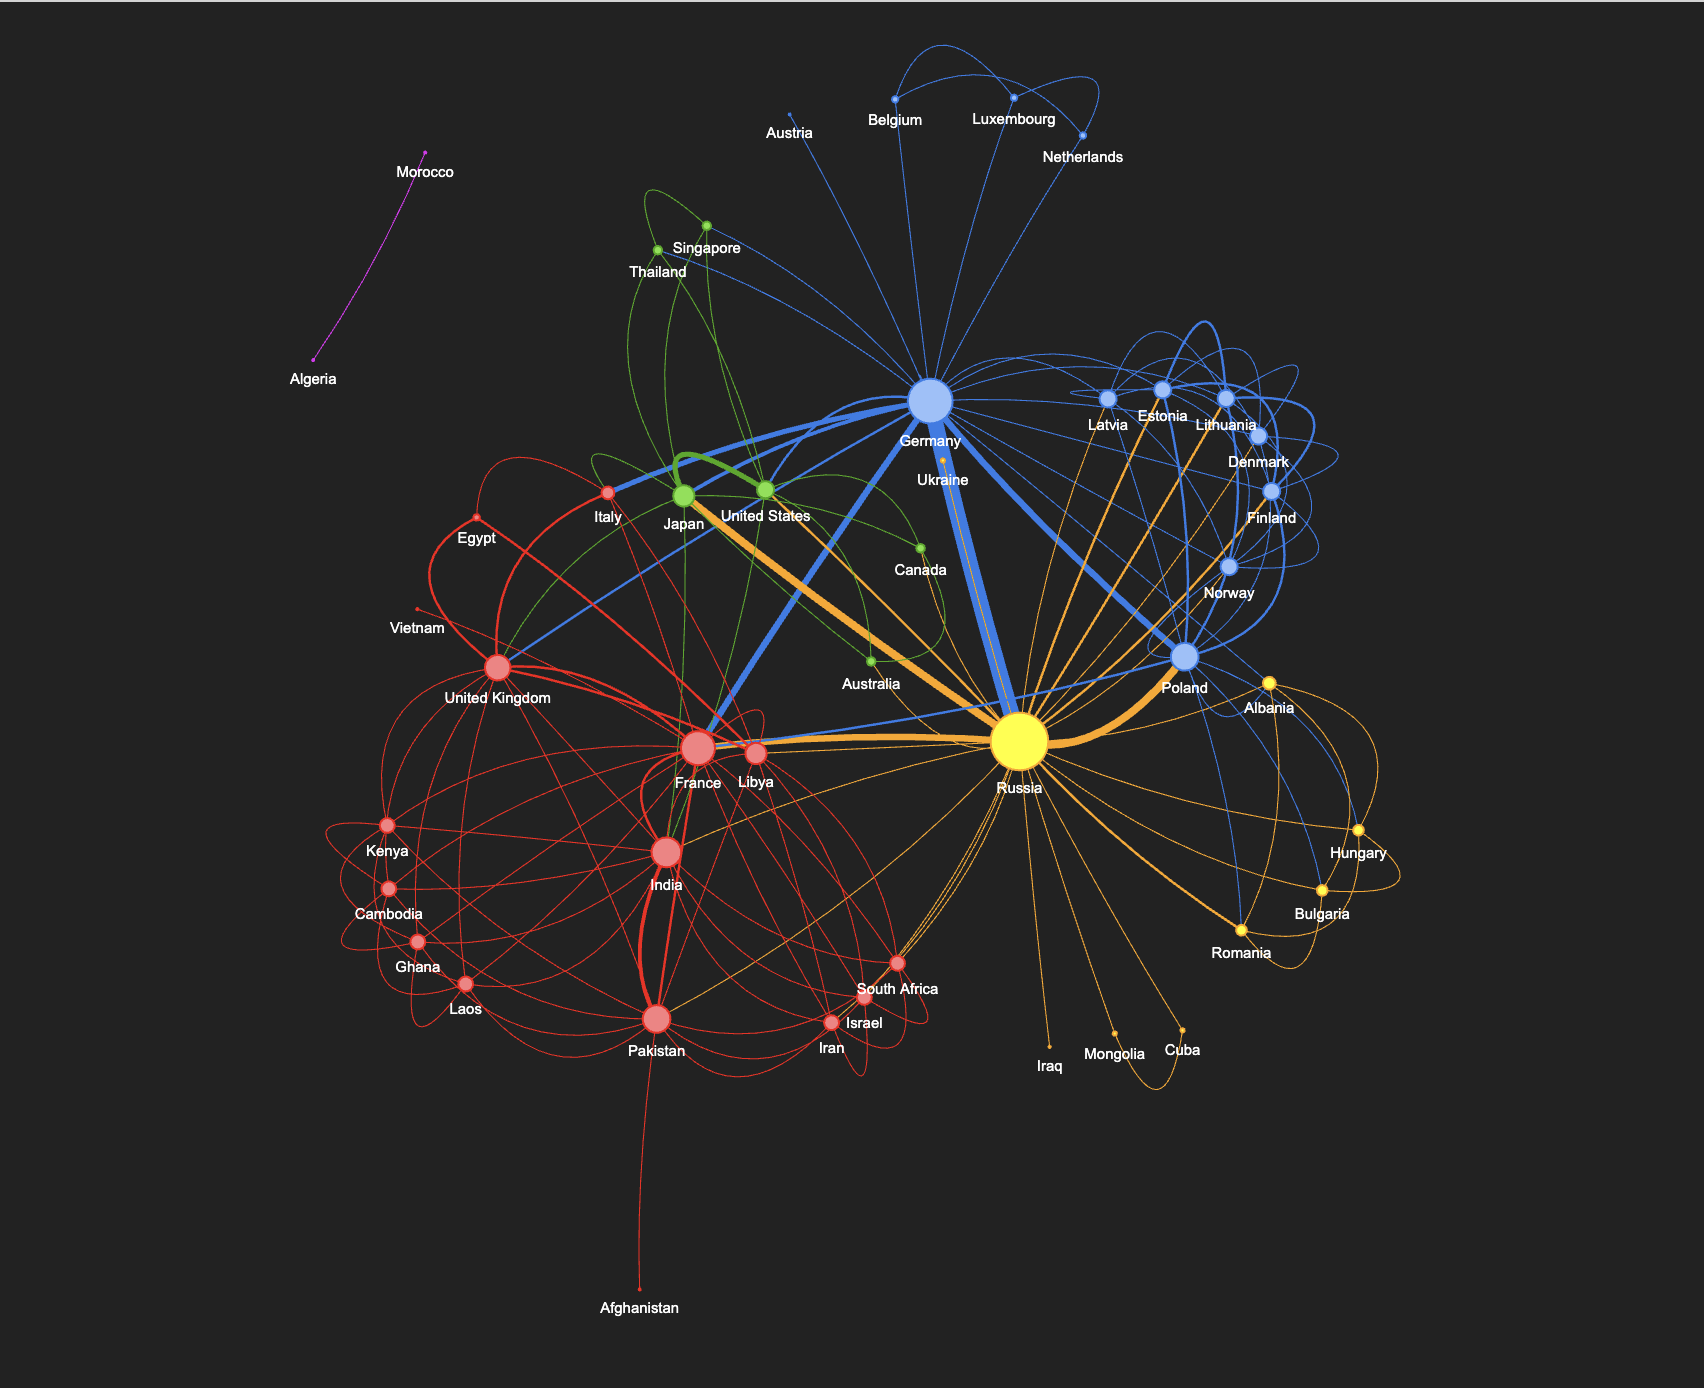 Belgium
Luxembourg
Austria
Netherlands
Morocco
Singapore
Thailand
Algeria
Estonia
Latvia
Lithuania
Germany
Denmark
Ukraine
Italy
United States
Finland
Japan
Egypt
Canada
Norway
Vietnam
Australia
Poland
United Kingdom
Albania
France
Libya
Russia
Kenya
Hungary
India
Cambodia
Bulgaria
Romania
Ghana
South Africa
Laos
Israel
Iran
Pakistan
Cuba
Mongolia
Iraq
Afghanistan